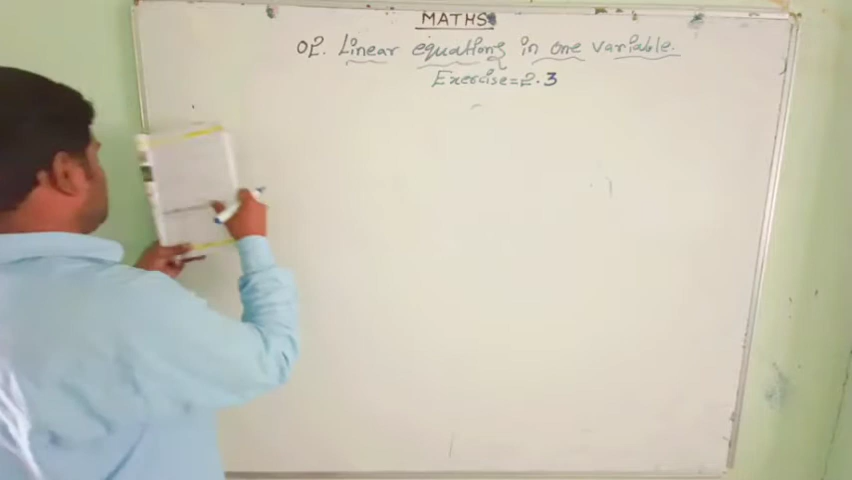 MATHS
02. Linear equations in one variable.
Exercise=2.3